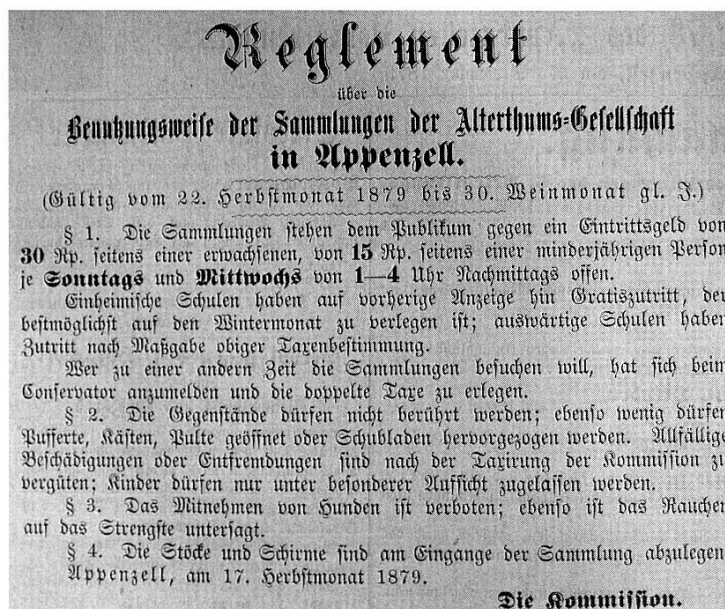 Reglement
über die
Benutzungsweise der Sammlungen der Alterthums-Gesellschaft
in Appenzell.
(Gültig vom 22. Herbstmonat 1879 bis 30. Weinmonat gl. J.)
§ 1. Die Sammlungen stehen dem Publikum gegen ein Eintrittsgeld von
30 Rp. seitens einer erwachsenen, von 15 Rp. seitens einer minderjährigen Person
je Sonntags und Mittwochs von 1—4 Uhr Nachmittags offen.
Einheimische Schulen haben auf vorherige Anzeige hin Gratiszutritt, der
bestmöglichst auf den Wintermonat zu verlegen ist; auswärtige Schulen haben
Zutritt nach Maßgabe obiger Taxenbestimmung.
Wer zu einer andern Zeit die Sammlungen besuchen will, hat sich beim
Conservator anzumelden und die doppelte Taxe zu erlegen.
§ 2. Die Gegenstände dürfen nicht berührt werden; ebenso wenig dürfen
Pufferte, Kästen, Pulte geöffnet oder Schubladen hervorgezogen werden. Allfällige
Beschädigungen oder Entfremdungen sind nach der Taxirung der Kommission zu
vergüten; Kinder dürfen nur unter besonderer Aufsicht zugelassen werden.
§ 3. Das Mitnehmen von Hunden ist verboten; ebenso ist das Rauchen
auf das Strengste untersagt.
§ 4. Die Stöcke und Schirme sind am Eingange der Sammlung abzulegen.
Appenzell, am 17. Herbstmonat 1879.
Die Kommission.